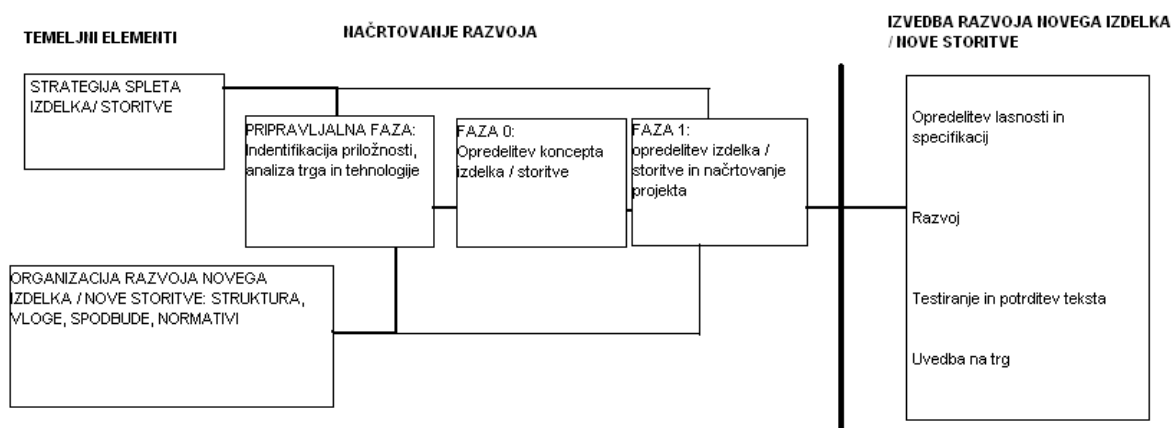 TEMELJNI ELEMENTI
NAČRTOVANJE RAZVOJA
IZVEDBA RAZVOJA NOVEGA IZDELKA
/ NOVE STORITVE
STRATEGIJA SPLETA
IZDELKA/ STORITVE
PRIPRAVLJALNA FAZA:
Indentifikacija priložnosti,
analiza trga in tehnologije
FAZA 0:
Opredelitev koncepta
izdelka / storitve
FAZA 1:
opredelitev izdelka /
storitve in načrtovanje
projekta
ORGANIZACIJA RAZVOJA NOVEGA
IZDELKA / NOVE STORITVE: STRUKTURA,
VLOGE, SPODBUDE, NORMATIVI
Opredelitev lasnosti in
specifikacij
Razvoj
Testiranje in potrditev teksta
Uvedba na trg